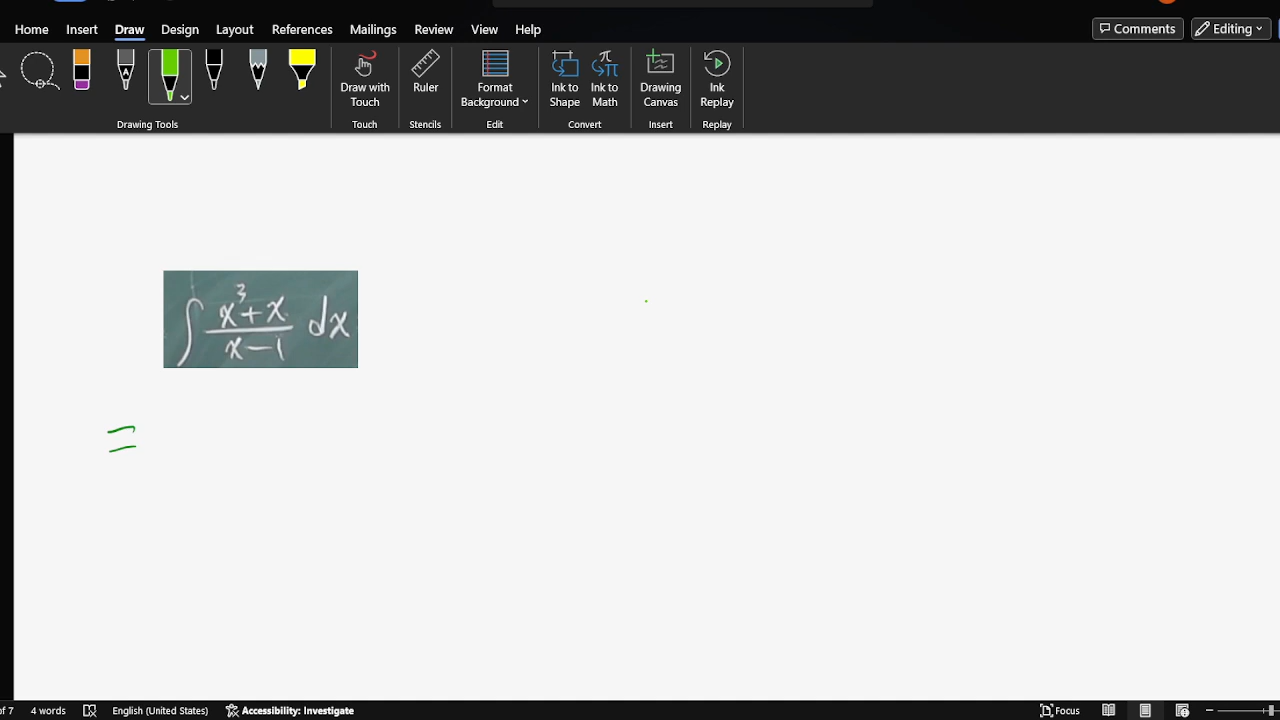 Home Insert Draw Design Layout References Mailings Review View Help Comments Editing
Draw with Touch
Ruler
Format Background
Ink to Shape
Ink to Math
Drawing Canvas
Ink Replay
Drawing Tools Touch Stencils Edit Convert Insert Replay
∫ (x³+x)/(x−1) dx
=
of 7 4 words English (United States) Accessibility: Investigate Focus